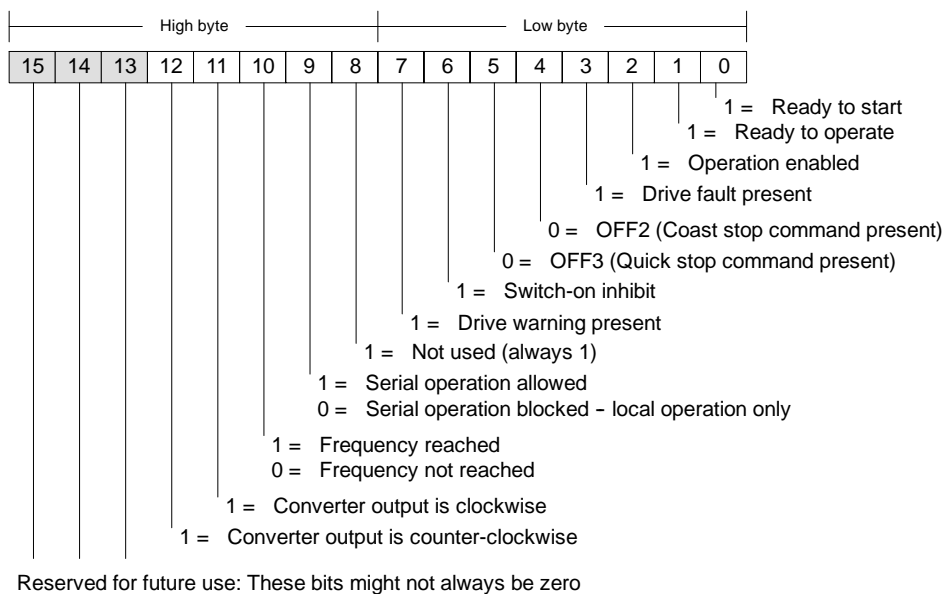 High byte Low byte
15 14 13 12 11 10 9 8 7 6 5 4 3 2 1 0
1 = Ready to start
1 = Ready to operate
1 = Operation enabled
1 = Drive fault present
0 = OFF2 (Coast stop command present)
0 = OFF3 (Quick stop command present)
1 = Switch-on inhibit
1 = Drive warning present
1 = Not used (always 1)
1 = Serial operation allowed
0 = Serial operation blocked – local operation only
1 = Frequency reached
0 = Frequency not reached
1 = Converter output is clockwise
1 = Converter output is counter-clockwise
Reserved for future use: These bits might not always be zero